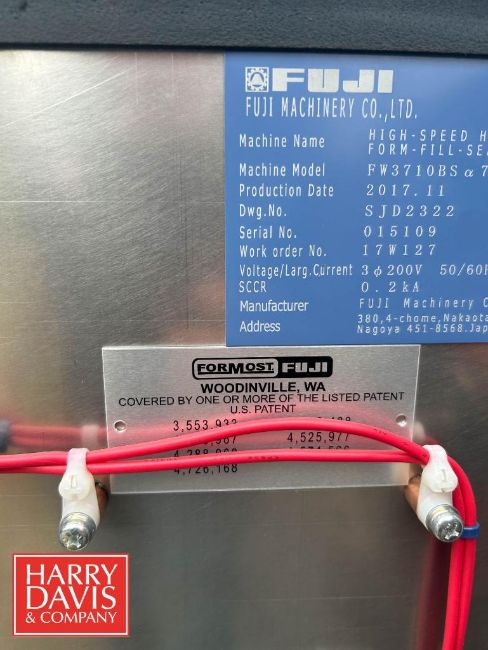 FUJI
FUJI MACHINERY CO.,LTD.
Machine Name HIGH-SPEED H
FORM-FILL-SE
Machine Model FW3710BSα7
Production Date 2017.11
Dwg.No. SJD2322
Serial No. 015109
Work order No. 17W127
Voltage/Larg.Current 3φ200V 50/60H
SCCR 0.2kA
Manufacturer FUJI Machinery C
Address 380,4-chome,Nakaota
Nagoya 451-8568.Jap
FORMOST FUJI
WOODINVILLE, WA
COVERED BY ONE OR MORE OF THE LISTED PATENT
U.S. PATENT
3,553,932
4,525,977
4,726,168
HARRY
DAVIS
& COMPANY